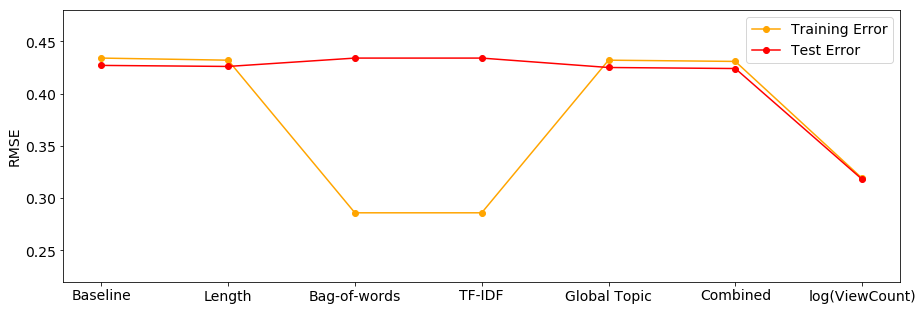 Training Error
Test Error
0.45
0.40
0.35
0.30
0.25
RMSE
Baseline
Length
Bag-of-words
TF-IDF
Global Topic
Combined
log(ViewCount)